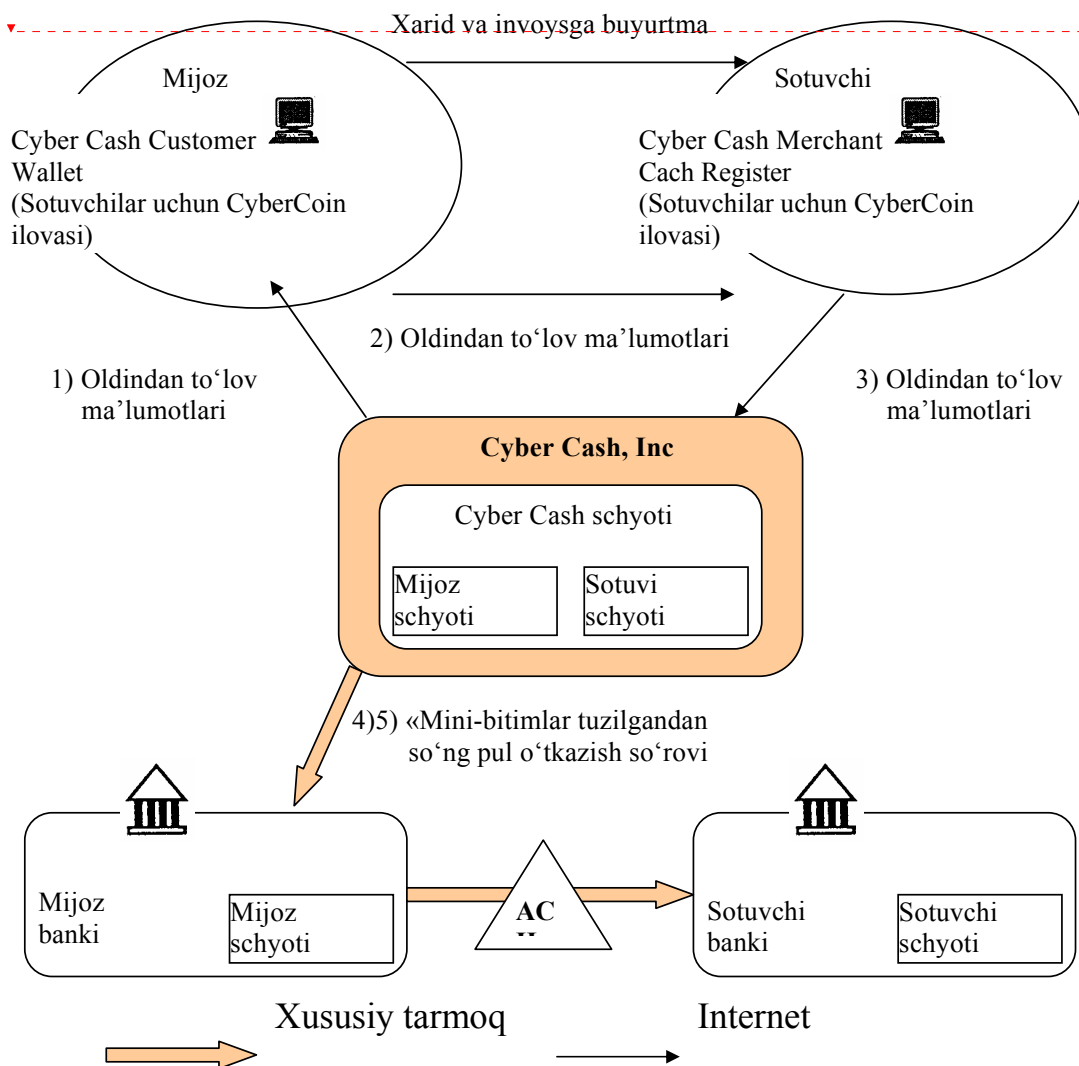 Xarid va invoysga buyurtma
Mijoz
Cyber Cash Customer
Wallet
(Sotuvchilar uchun CyberCoin
ilovasi)
Sotuvchi
Cyber Cash Merchant
Cach Register
(Sotuvchilar uchun CyberCoin
ilovasi)
2) Oldindan to‘lov ma’lumotlari
1) Oldindan to‘lov
ma’lumotlari
3) Oldindan to‘lov
ma’lumotlari
Cyber Cash, Inc
Cyber Cash schyoti
Mijoz
schyoti
Sotuvi
schyoti
4)5) «Mini-bitimlar tuzilgandan
so‘ng pul o‘tkazish so‘rovi
Mijoz
banki
Mijoz
schyoti
AC
Sotuvchi
banki
Sotuvchi
schyoti
Xususiy tarmoq
Internet